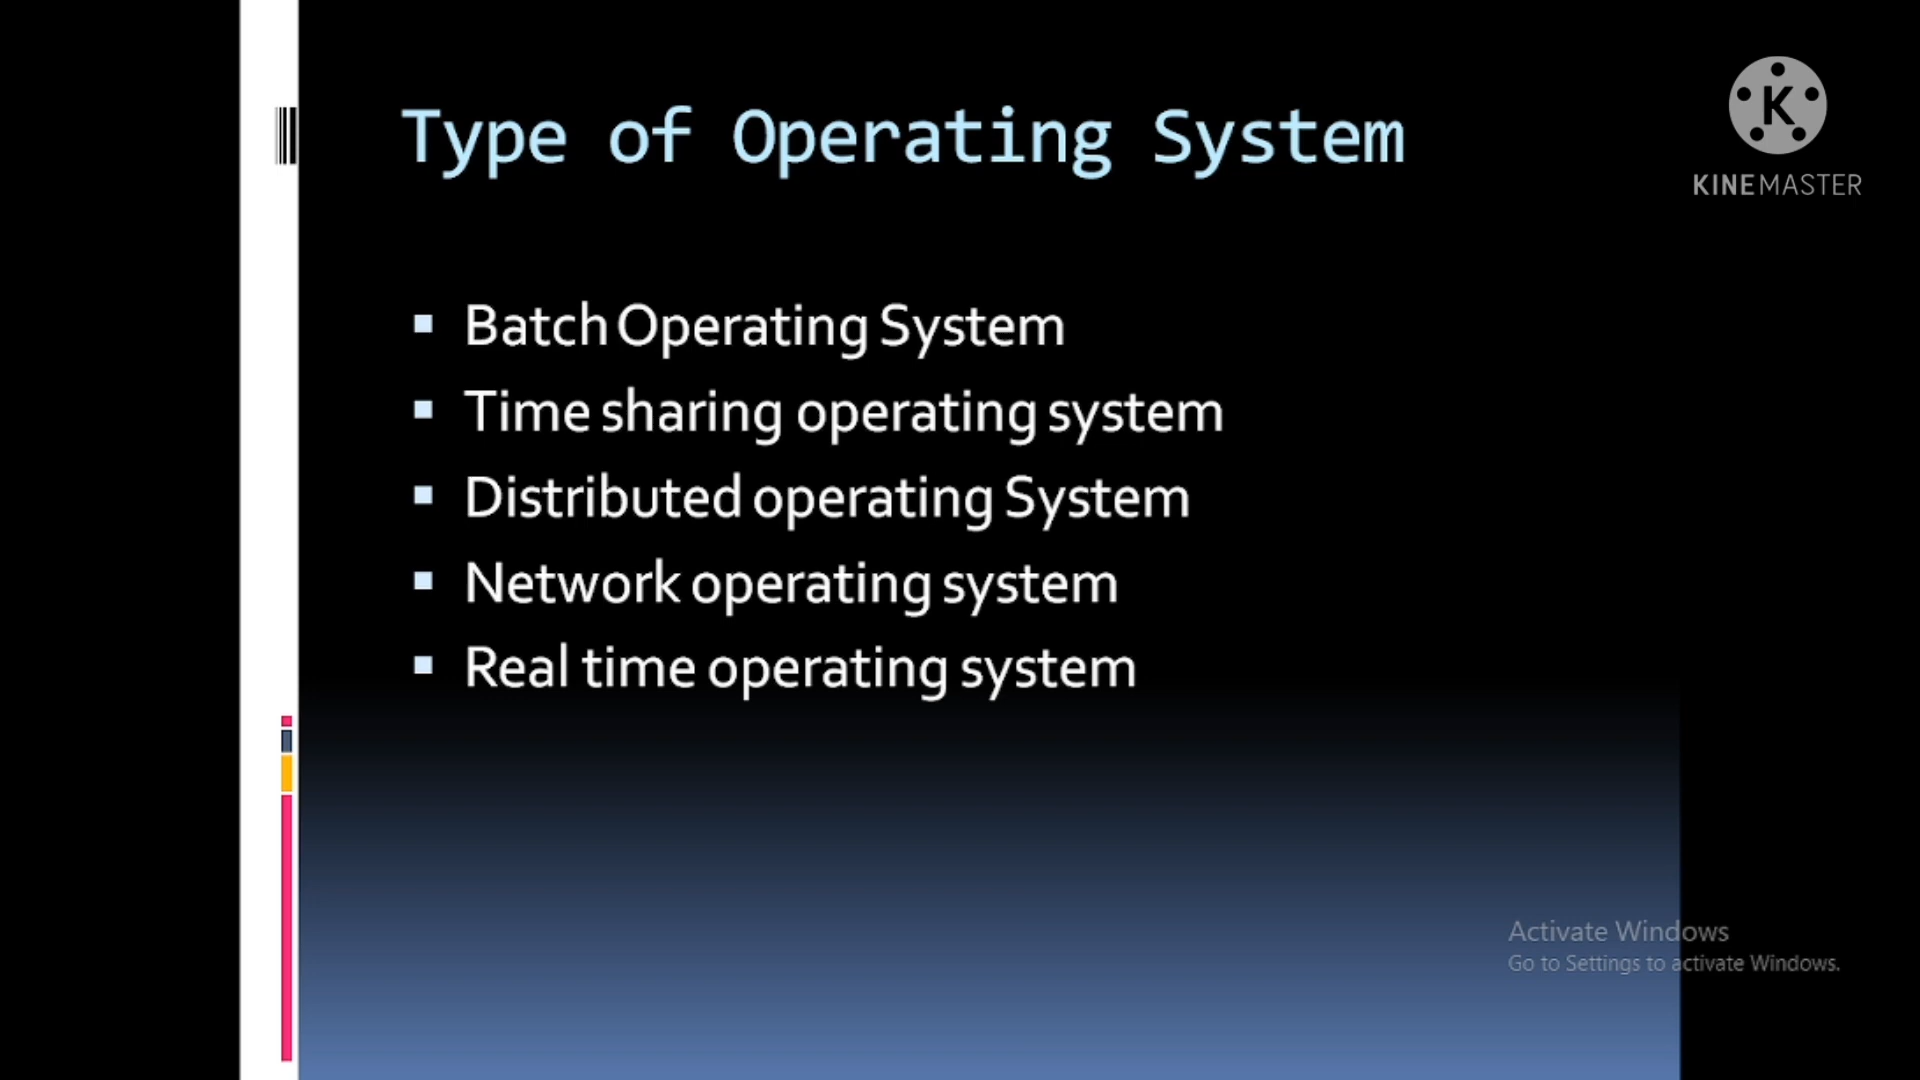 Type of Operating System
K
KINEMASTER
Batch Operating System
Time sharing operating system
Distributed operating System
Network operating system
Real time operating system
Activate Windows
Go to Settings to activate Windows.